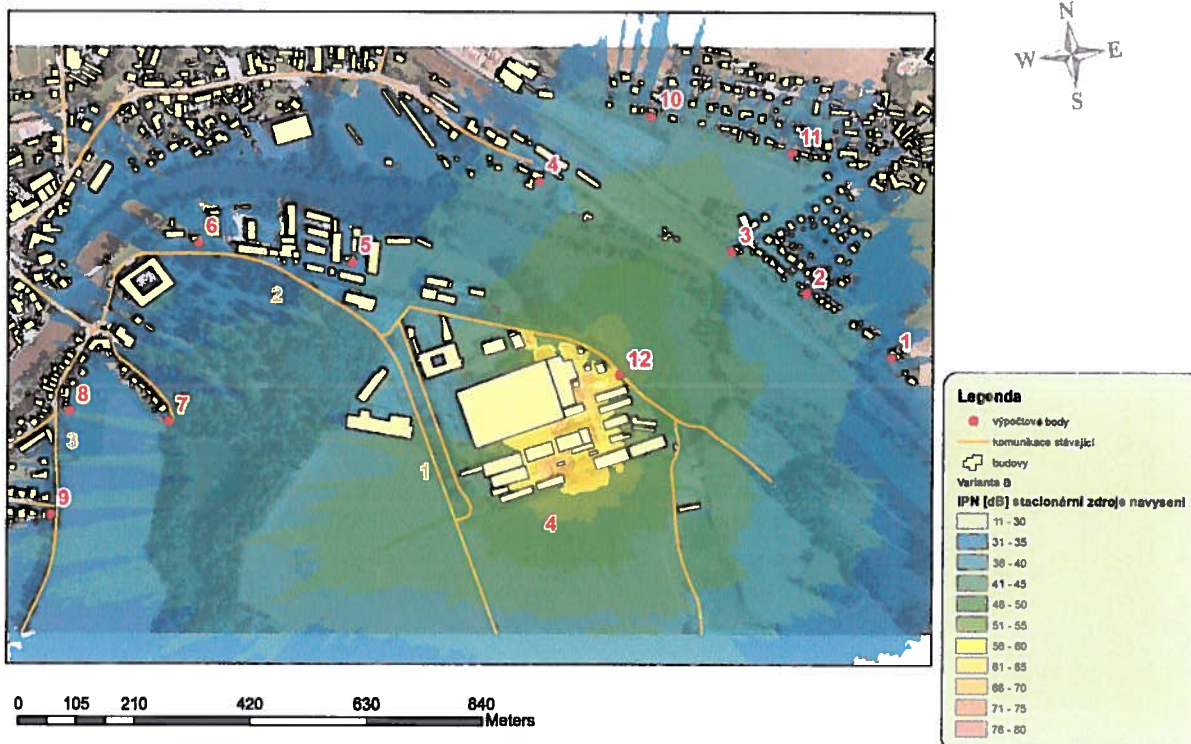 N
W E
S
10
11
4
3
6
5
2
2
1
12
8
7
3
1
9
4
Legenda
výpočtové body
komunikace stávající
budovy
Varianta B
IPN [dB] stacionární zdroje navyseni
11 - 30
31 - 35
36 - 40
41 - 45
46 - 50
51 - 55
56 - 60
61 - 65
66 - 70
71 - 75
76 - 80
0 105 210 420 630 840
Meters